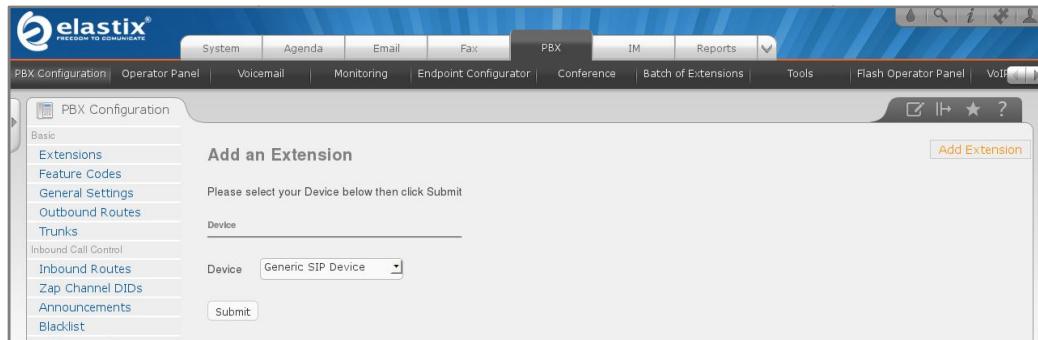 elastix®
FREEDOM TO COMMUNICATE
System Agenda Email Fax PBX IM Reports
PBX Configuration Operator Panel Voicemail Monitoring Endpoint Configurator Conference Batch of Extensions Tools Flash Operator Panel VoIP
PBX Configuration
Basic
Extensions
Feature Codes
General Settings
Outbound Routes
Trunks
Inbound Call Control
Inbound Routes
Zap Channel DIDs
Announcements
Blacklist
Add an Extension
Add Extension
Please select your Device below then click Submit
Device
Device Generic SIP Device
Submit